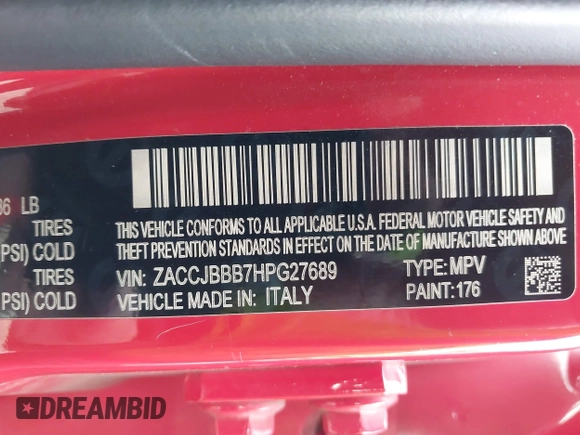 36 LB
TIRES
PSI) COLD
TIRES
PSI) COLD
THIS VEHICLE CONFORMS TO ALL APPLICABLE U.S.A. FEDERAL MOTOR VEHICLE SAFETY AND
THEFT PREVENTION STANDARDS IN EFFECT ON THE DATE OF MANUFACTURE SHOWN ABOVE
VIN: ZACCJBBB7HPG27689 TYPE: MPV
VEHICLE MADE IN: ITALY PAINT: 176
DREAMBID